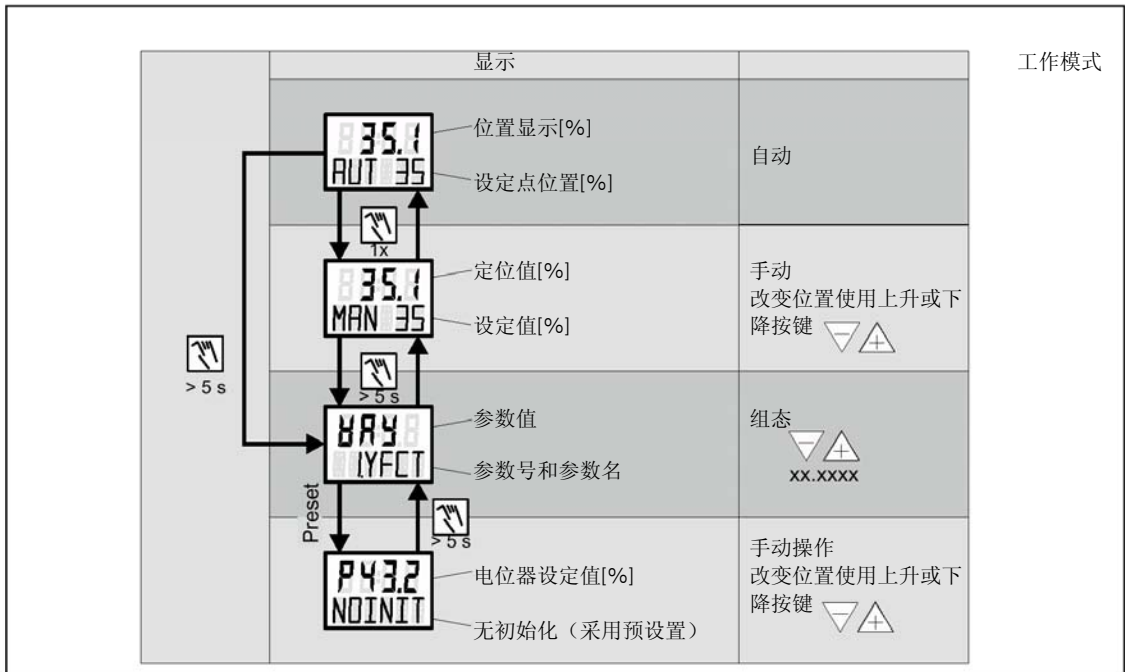 显示
工作模式
35.1
AUT 35
位置显示[%]
设定点位置[%]
自动
1x
35.1
MAN 35
定位值[%]
设定值[%]
手动
改变位置使用上升或下
降按键
> 5 s
> 5 s
WAY
1.YFCT
参数值
参数号和参数名
组态
xx.xxxx
Preset
> 5 s
P43.2
NOINIT
电位器设定值[%]
无初始化（采用预设置）
手动操作
改变位置使用上升或下
降按键